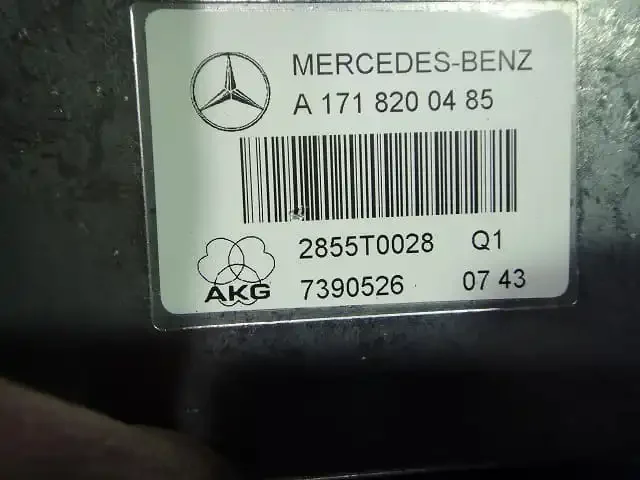 MERCEDES-BENZ
A 171 820 04 85
2855T0028 Q1
AKG 7390526 07 43